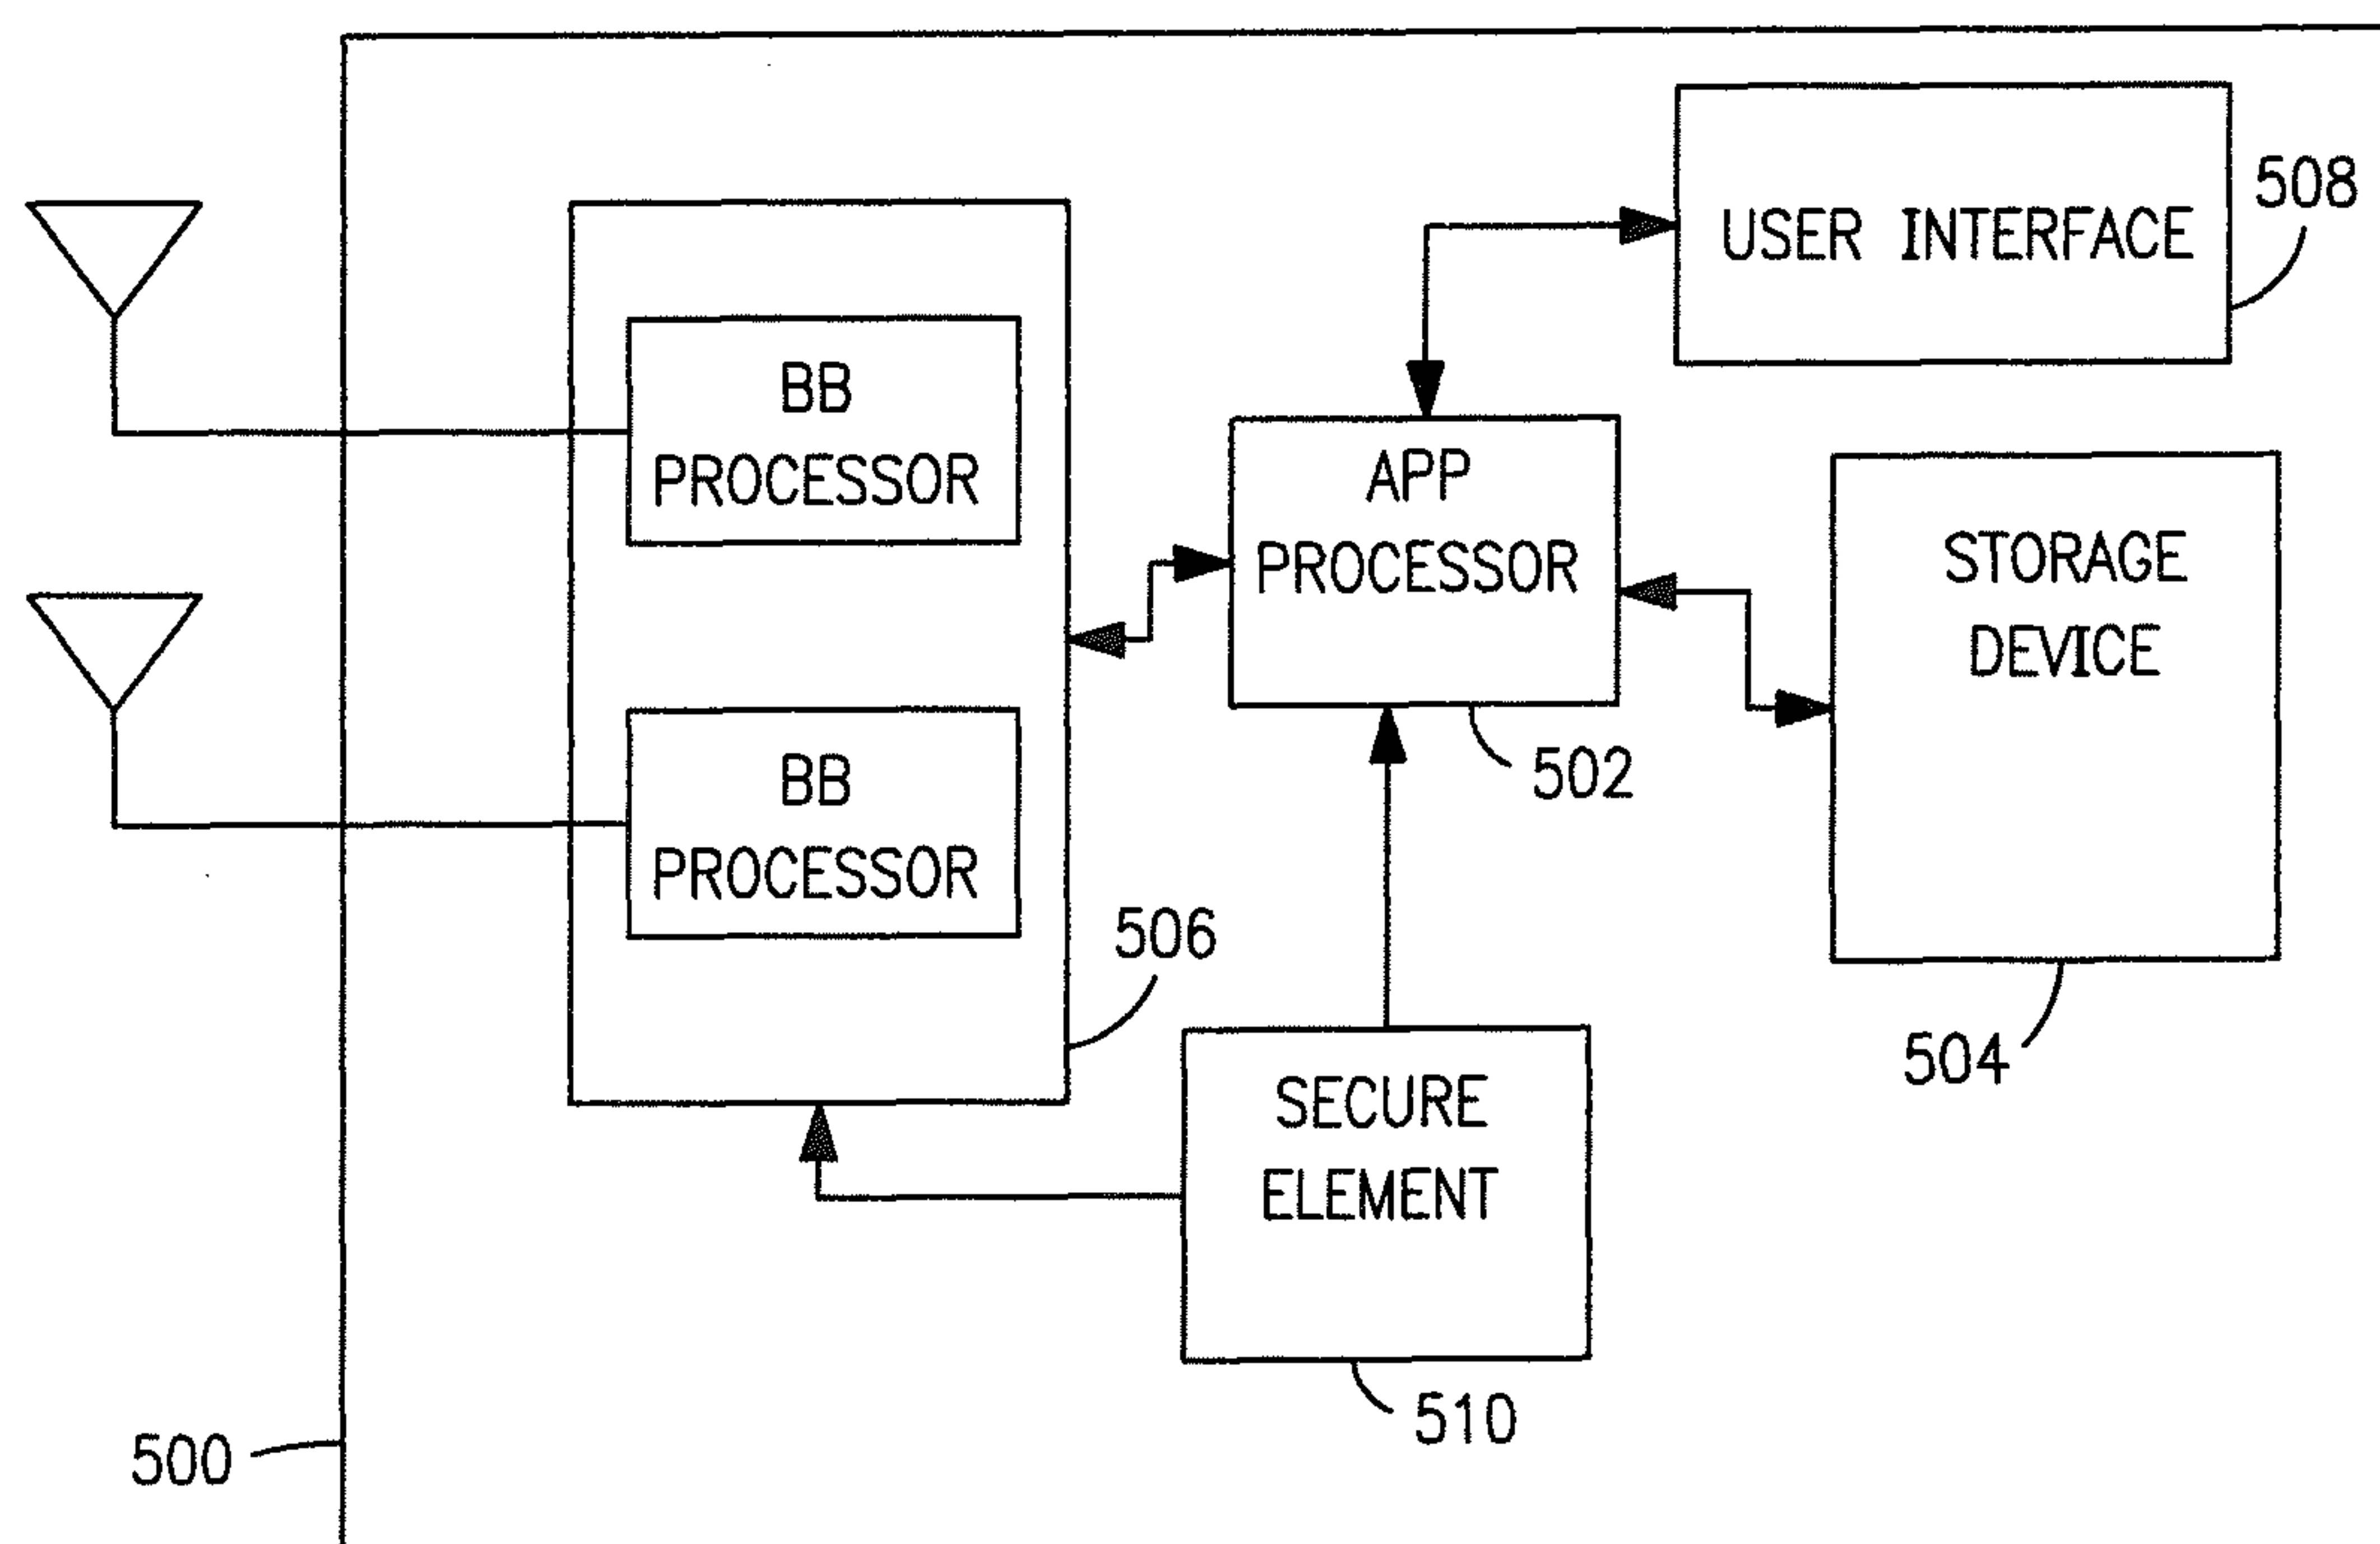 USER INTERFACE
508
BB
PROCESSOR
APP
PROCESSOR
502
STORAGE
DEVICE
504
BB
PROCESSOR
506
SECURE
ELEMENT
510
500